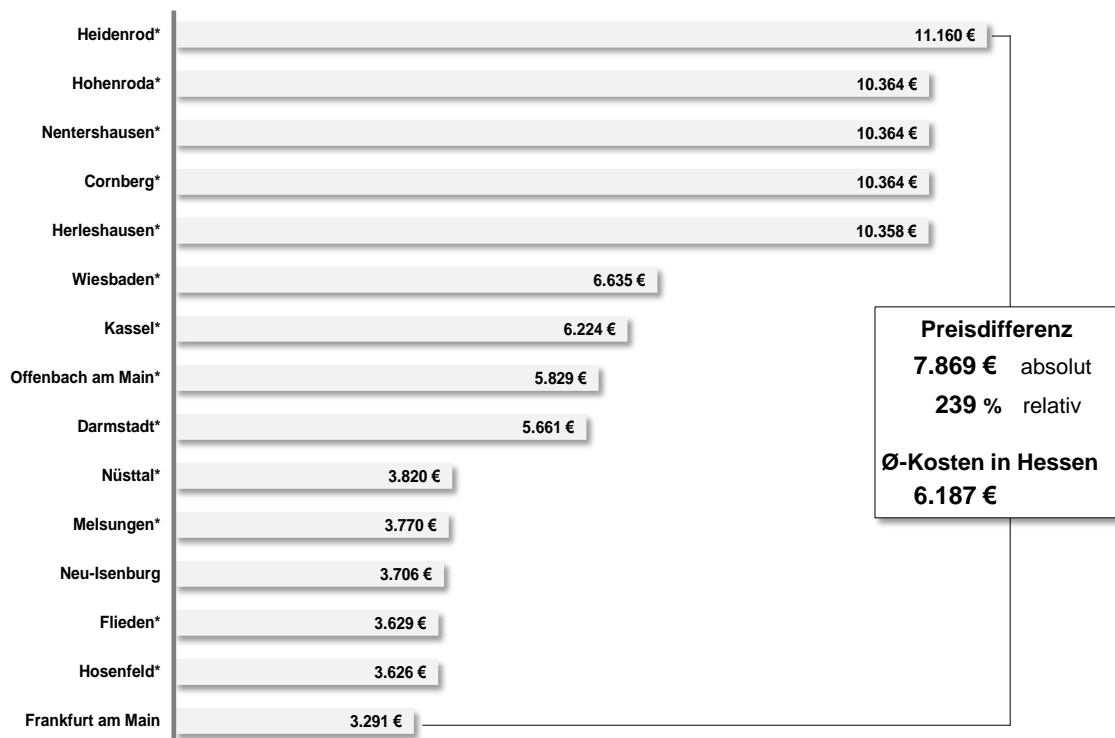 Heidenrod* 11.160 €
Hohenroda* 10.364 €
Nentershausen* 10.364 €
Cornberg* 10.364 €
Herleshausen* 10.358 €
Wiesbaden* 6.635 €
Kassel* 6.224 €
Offenbach am Main* 5.829 €
Darmstadt* 5.661 €
Nüsttal* 3.820 €
Melsungen* 3.770 €
Neu-Isenburg 3.706 €
Flieden* 3.629 €
Hosenfeld* 3.626 €
Frankfurt am Main 3.291 €
Preisdifferenz
7.869 € absolut
239 % relativ
Ø-Kosten in Hessen
6.187 €